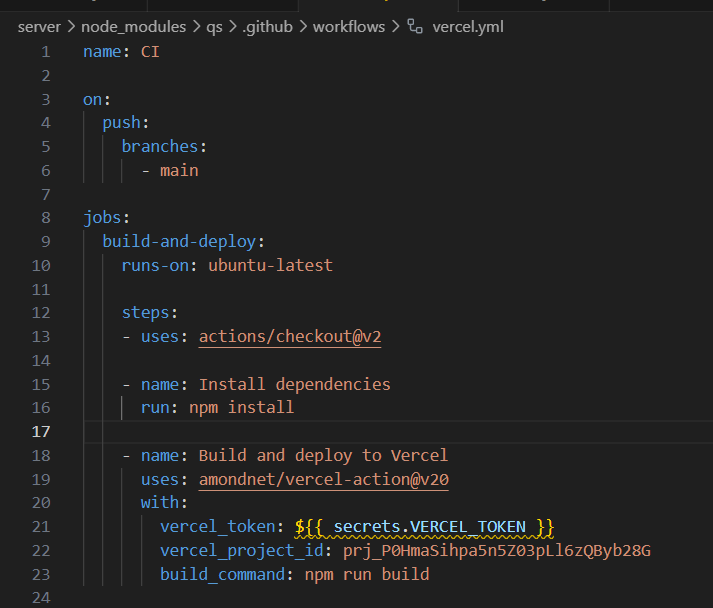 server > node_modules > qs > .github > workflows > vercel.yml
1 name: CI
2
3 on:
4 push:
5 branches:
6 - main
7
8 jobs:
9 build-and-deploy:
10 runs-on: ubuntu-latest
11
12 steps:
13 - uses: actions/checkout@v2
14
15 - name: Install dependencies
16 run: npm install
17
18 - name: Build and deploy to Vercel
19 uses: amondnet/vercel-action@v20
20 with:
21 vercel_token: ${{ secrets.VERCEL_TOKEN }}
22 vercel_project_id: prj_P0HmaSihpa5n5Z03pLl6zQByb28G
23 build_command: npm run build
24